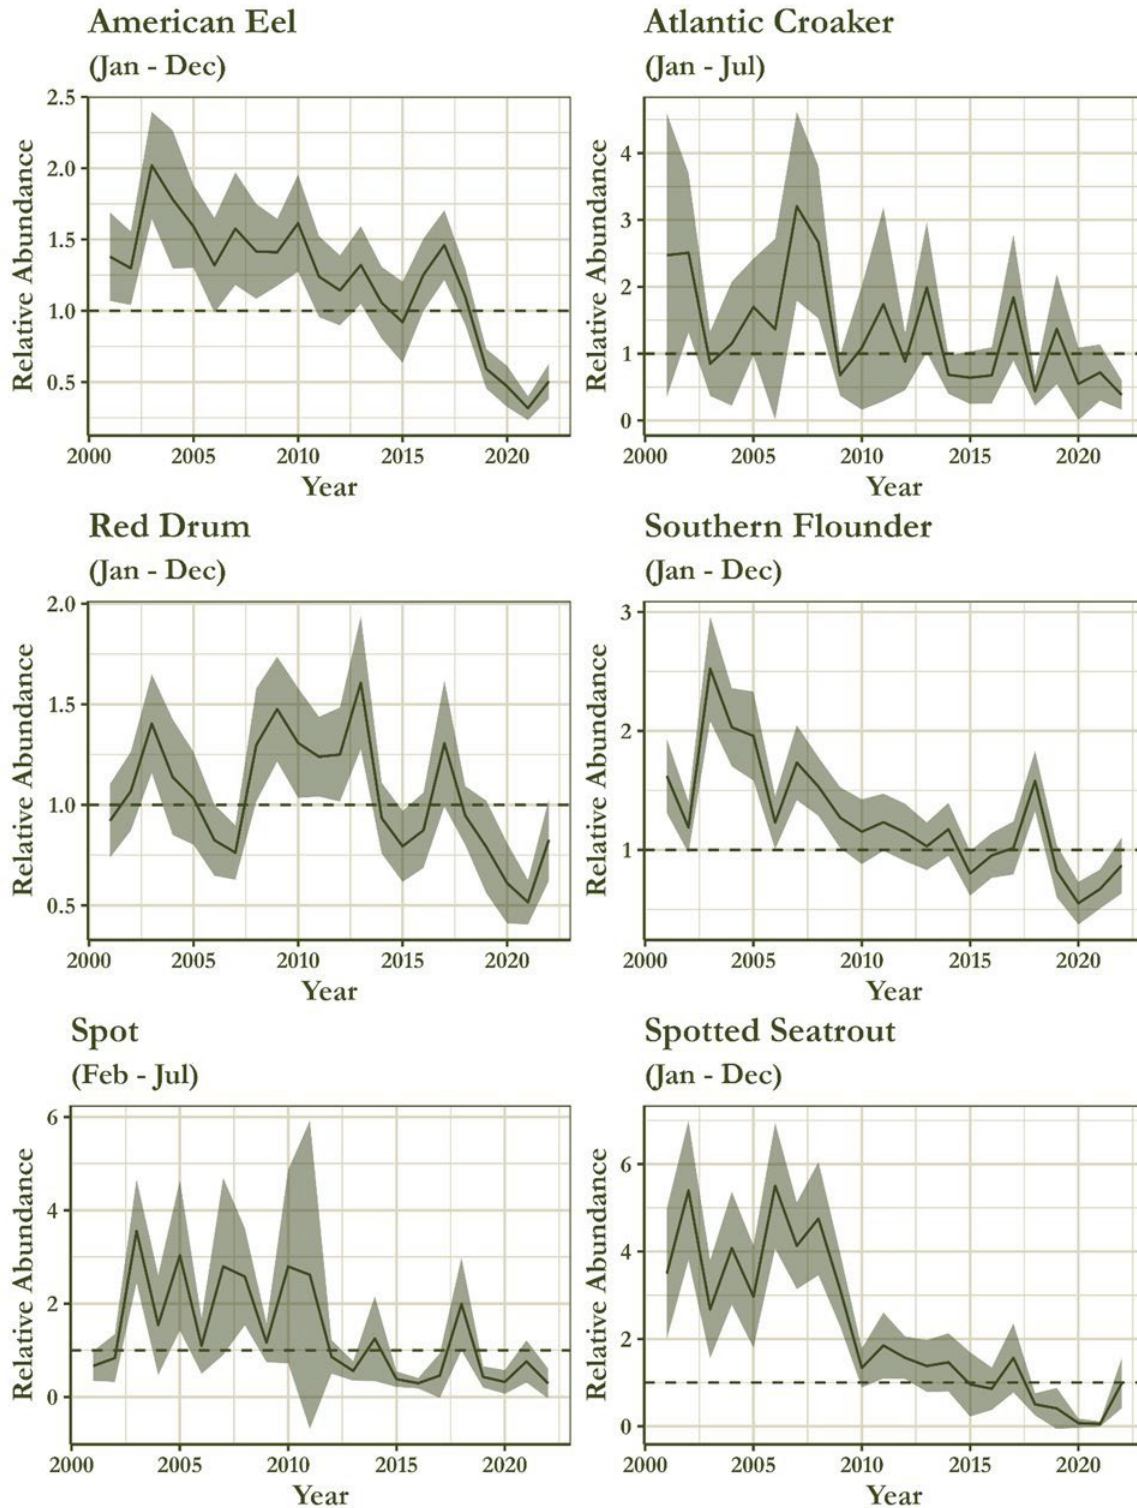 American Eel
(Jan - Dec)
Relative Abundance
2.5
2.0
1.5
1.0
0.5
2000 2005 2010 2015 2020
Year
Atlantic Croaker
(Jan - Jul)
Relative Abundance
4
3
2
1
0
2000 2005 2010 2015 2020
Year
Red Drum
(Jan - Dec)
Relative Abundance
2.0
1.5
1.0
0.5
2000 2005 2010 2015 2020
Year
Southern Flounder
(Jan - Dec)
Relative Abundance
3
2
1
2000 2005 2010 2015 2020
Year
Spot
(Feb - Jul)
Relative Abundance
6
4
2
0
2000 2005 2010 2015 2020
Year
Spotted Seatrout
(Jan - Dec)
Relative Abundance
6
4
2
0
2000 2005 2010 2015 2020
Year